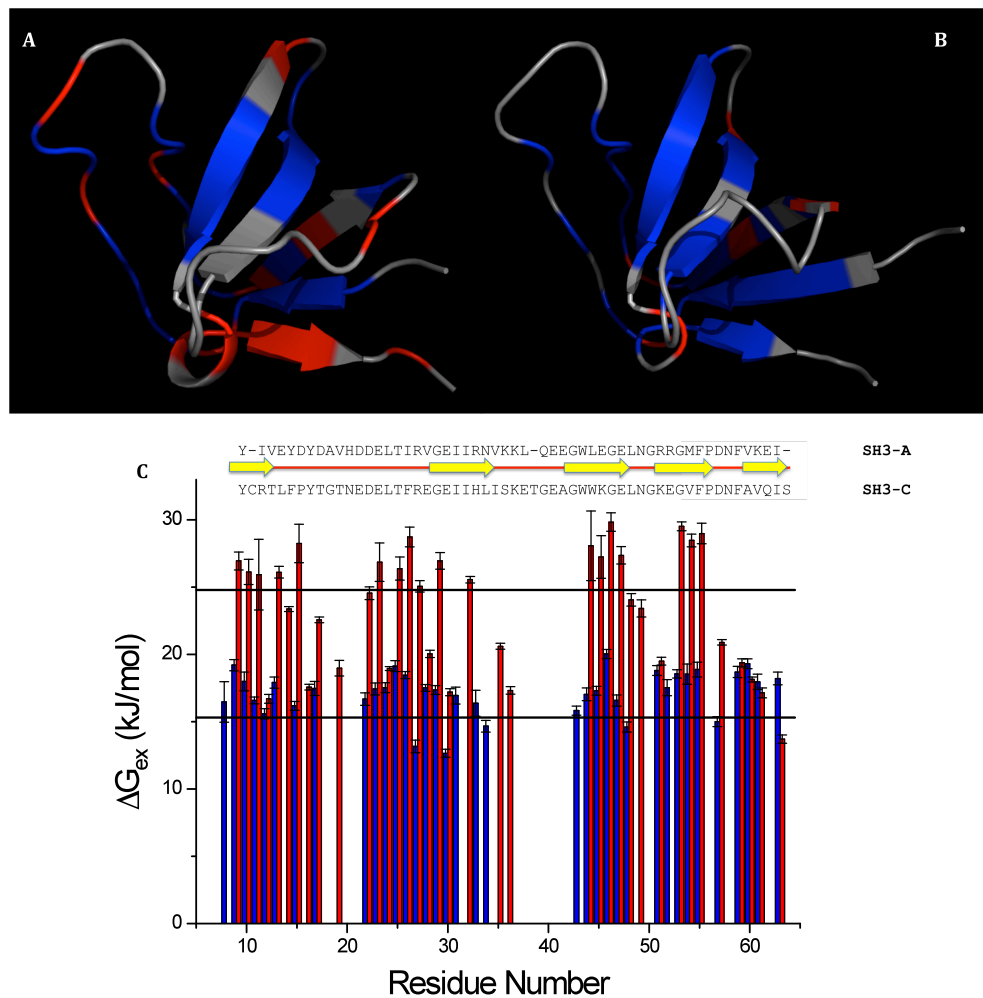 A
B
C
Y-IVEYDYDAVHDDELTIRVGEIIRNVKKL-QEEGWLEGELNGRRGMFPDNFVKEI-
SH3-A
YCRTLFPYTGTNEDELTFREGEIIHLISKETGEAGWWKGELNGKEGVFPDNFAVQIS
SH3-C
ΔGex (kJ/mol)
30
20
10
0
10
20
30
40
50
60
Residue Number